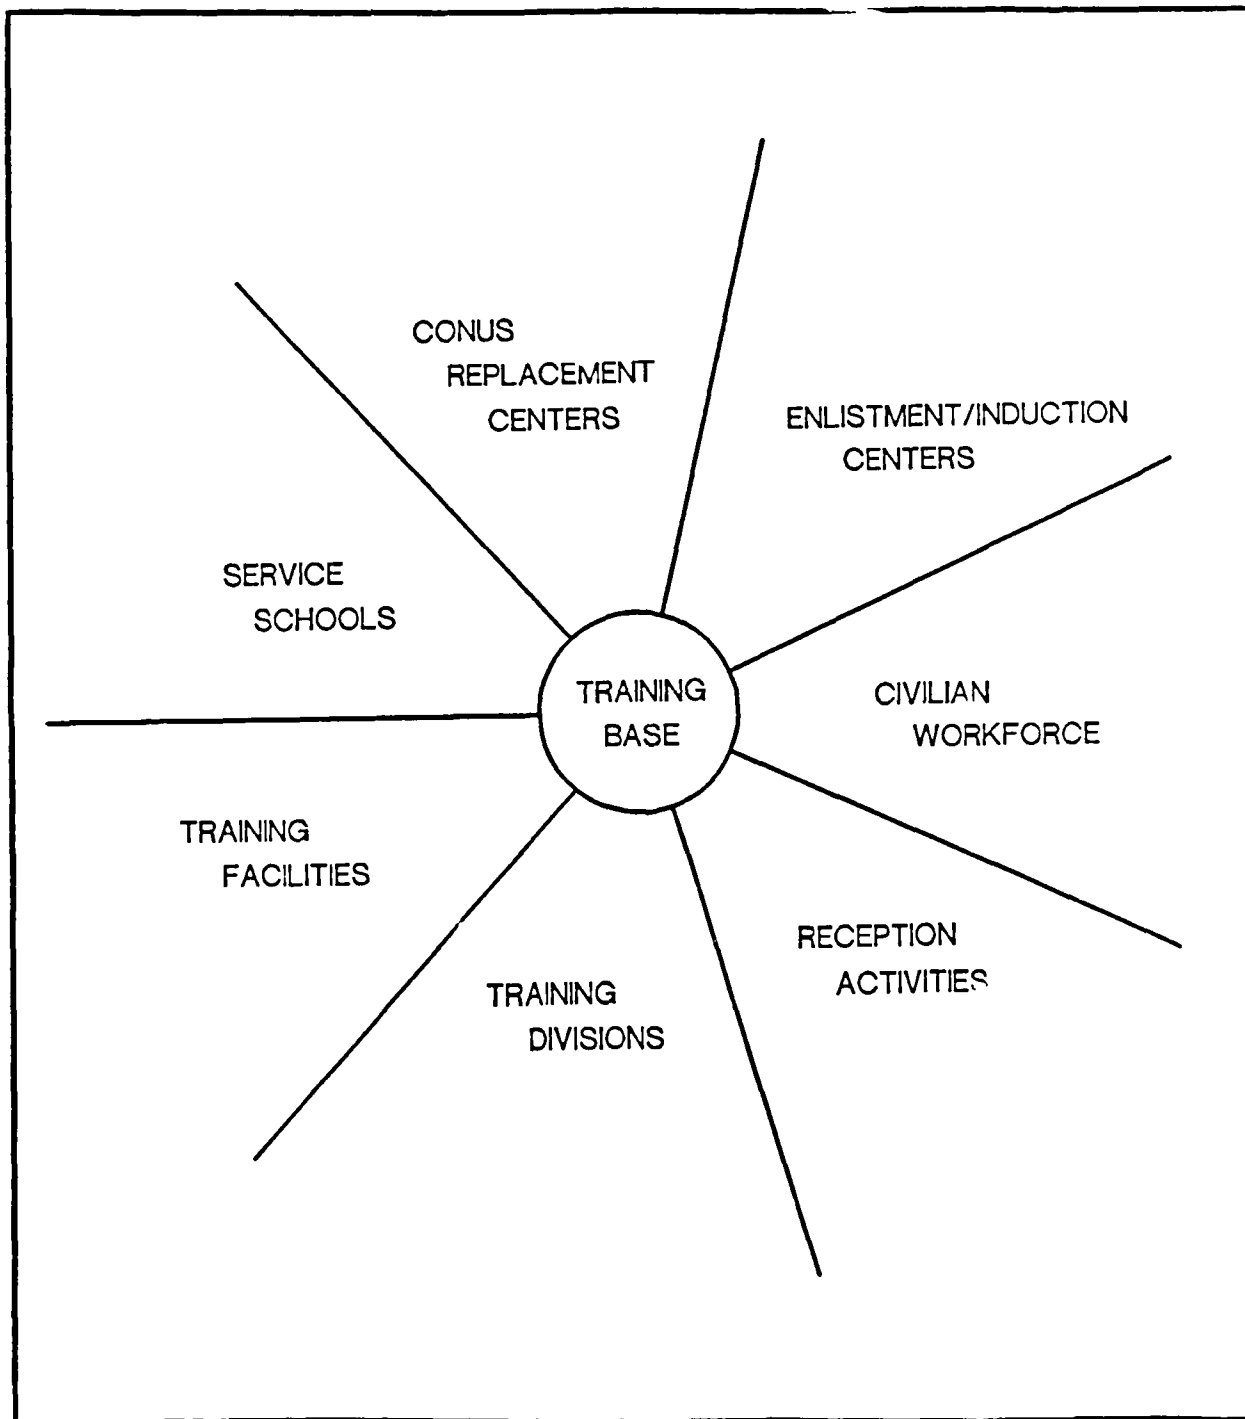 CONUS
REPLACEMENT
CENTERS
ENLISTMENT/INDUCTION
CENTERS
SERVICE
SCHOOLS
TRAINING
BASE
CIVILIAN
WORKFORCE
TRAINING
FACILITIES
RECEPTION
ACTIVITIES
TRAINING
DIVISIONS